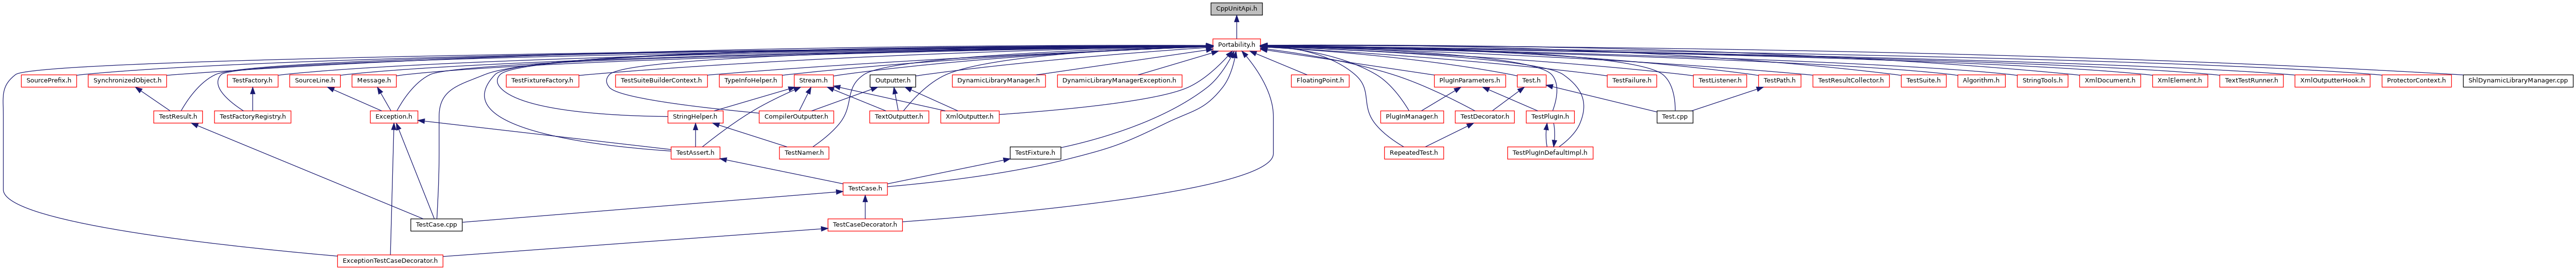 CppUnitApi.h
Portability.h
SourcePrefix.h
SynchronizedObject.h
TestFactory.h
SourceLine.h
Message.h
TestFixtureFactory.h
TestSuiteBuilderContext.h
TypeInfoHelper.h
Stream.h
Outputter.h
DynamicLibraryManager.h
DynamicLibraryManagerException.h
FloatingPoint.h
PlugInParameters.h
Test.h
TestFailure.h
TestListener.h
TestPath.h
TestResultCollector.h
TestSuite.h
Algorithm.h
StringTools.h
XmlDocument.h
XmlElement.h
TextTestRunner.h
XmlOutputterHook.h
ProtectorContext.h
ShlDynamicLibraryManager.cpp
TestResult.h
TestFactoryRegistry.h
Exception.h
StringHelper.h
CompilerOutputter.h
TextOutputter.h
XmlOutputter.h
PlugInManager.h
TestDecorator.h
TestPlugIn.h
Test.cpp
TestAssert.h
TestNamer.h
TestFixture.h
RepeatedTest.h
TestPlugInDefaultImpl.h
TestCase.h
TestCase.cpp
TestCaseDecorator.h
ExceptionTestCaseDecorator.h